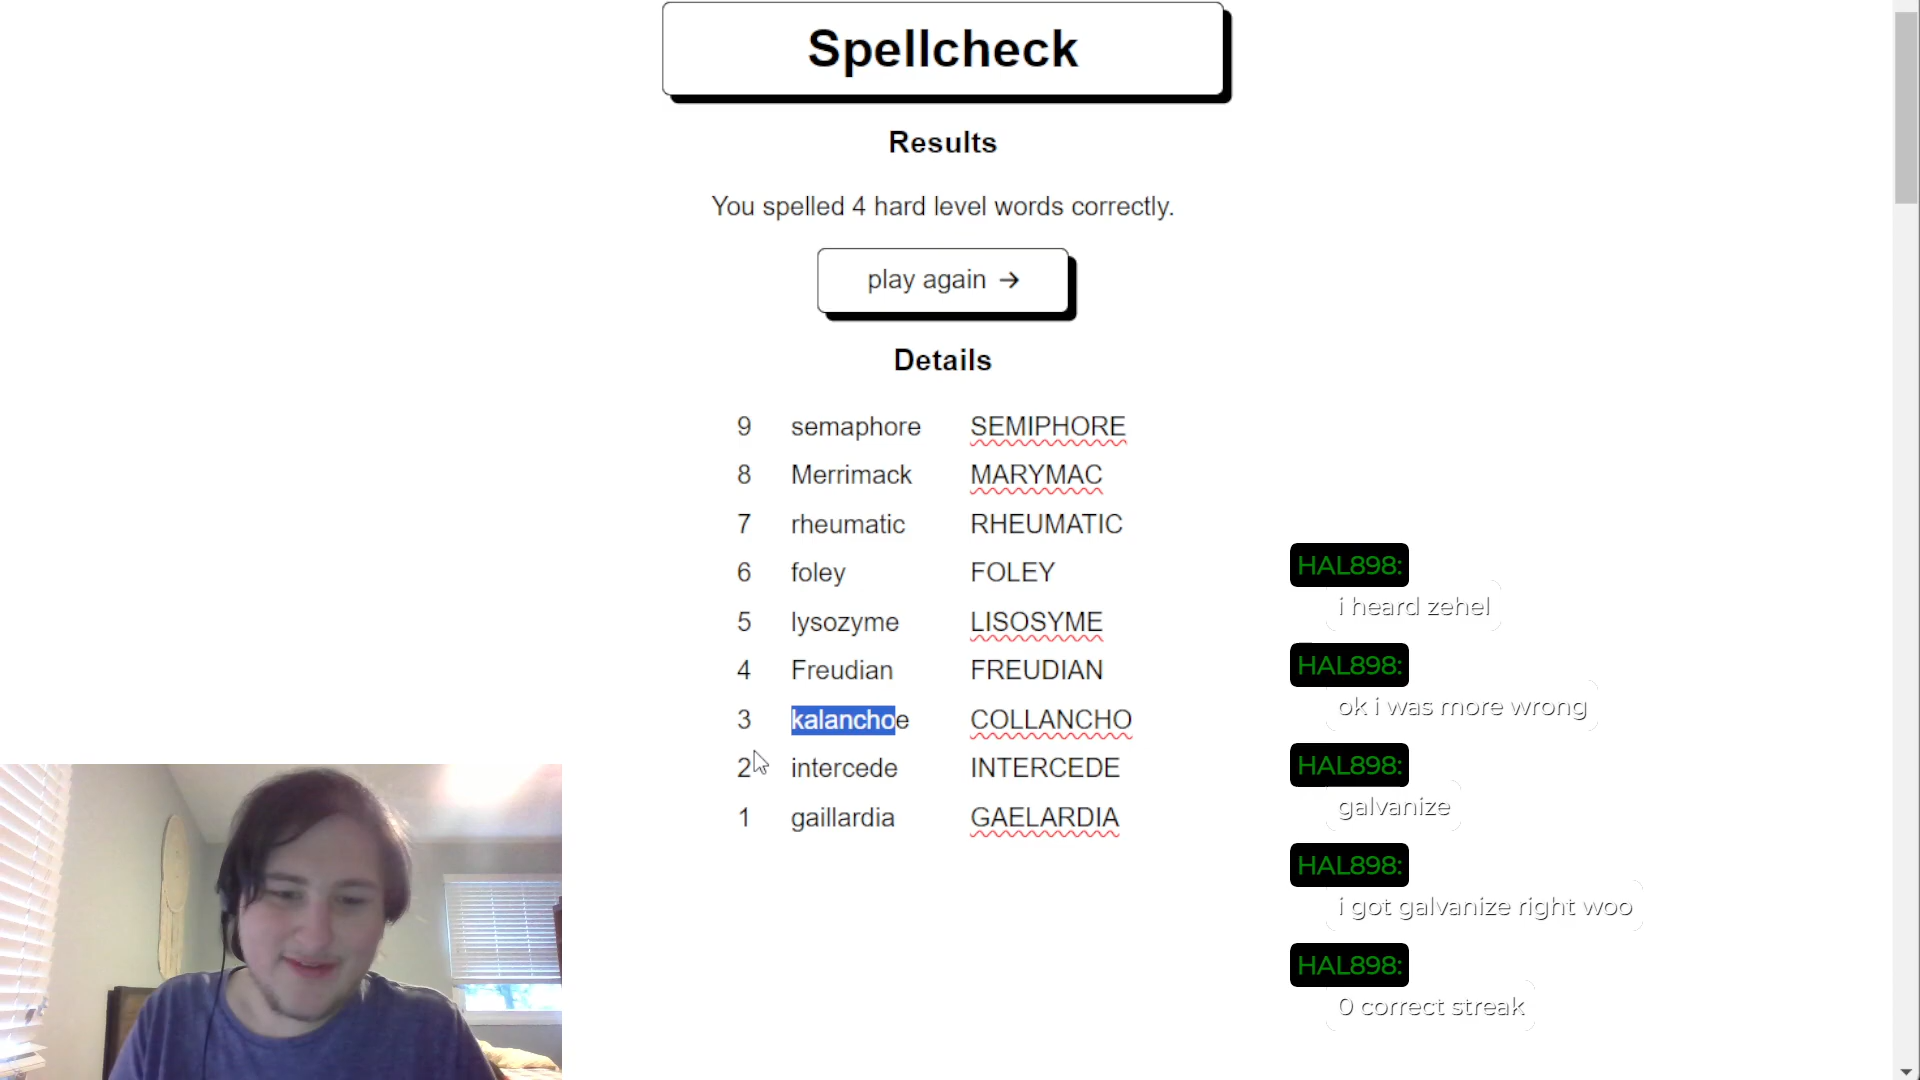 Spellcheck
Results
You spelled 4 hard level words correctly.
play again →
Details
9 semaphore SEMIPHORE
8 Merrimack MARYMAC
7 rheumatic RHEUMATIC
6 foley FOLEY
5 lysozyme LISOSYME
4 Freudian FREUDIAN
3 kalanchoe COLLANCHO
2 intercede INTERCEDE
1 gaillardia GAELARDIA
HAL898:
i heard zehel
HAL898:
ok i was more wrong
HAL898:
galvanize
HAL898:
i got galvanize right woo
HAL898:
0 correct streak